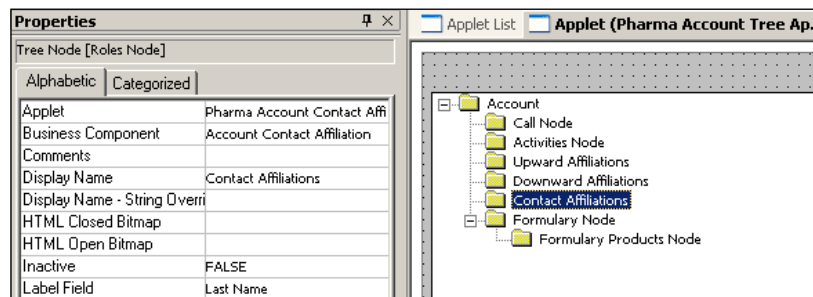 Properties
Tree Node [Roles Node]
Alphabetic Categorized
Applet Pharma Account Contact Affi
Business Component Account Contact Affiliation
Comments
Display Name Contact Affiliations
Display Name - String Overri
HTML Closed Bitmap
HTML Open Bitmap
Inactive FALSE
Label Field Last Name
Applet List Applet (Pharma Account Tree Ap.
Account
Call Node
Activities Node
Upward Affiliations
Downward Affiliations
Contact Affiliations
Formulary Node
Formulary Products Node